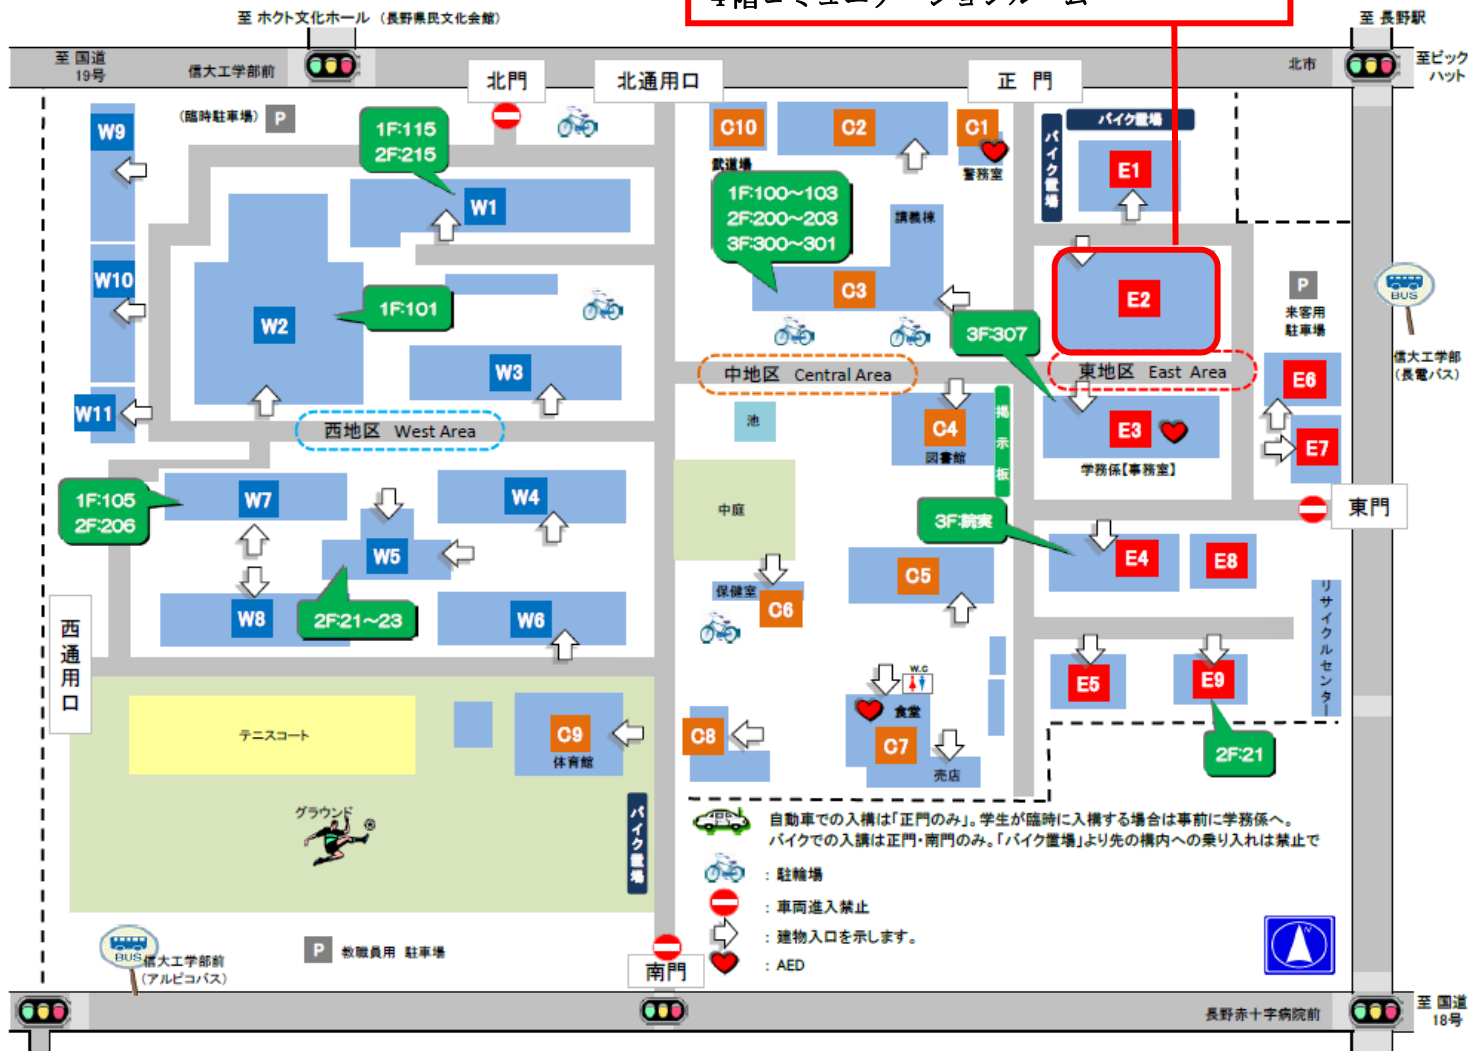 4階コミュニケーションルーム
至 ホクト文化ホール (長野県民文化会館)
至 長野駅
至 国道
19号
信大工学部前
北市
至ビック
ハット
北門
北通用口
正 門
(臨時駐車場)
P
W9
1F:115
2F:215
W1
C10
武道場
C2
C1
警務室
バイク置場
バイク置場
E1
1F:100～103
2F:200～203
3F:300～301
講義棟
C3
W10
W2
1F:101
W3
W11
E2
3F:307
P
来客用
駐車場
BUS
信大工学部
(長電バス)
西地区 West Area
中地区 Central Area
東地区 East Area
池
C4
図書館
掲示板
E3
学務係【事務室】
E6
E7
東門
1F:105
2F:206
W7
W4
W5
W8
2F:21～23
W6
中庭
3F:院実
E4
E8
C5
保健室
C6
西通用口
リサイクルセンター
E5
E9
2F:21
W.C
食堂
C7
売店
C8
テニスコート
C9
体育館
グラウンド
バイク置場
自動車での入構は「正門のみ」。学生が臨時に入構する場合は事前に学務係へ。
バイクでの入講は正門・南門のみ。「バイク置場」より先の構内への乗り入れは禁止で
: 駐輪場
: 車両進入禁止
: 建物入口を示します。
: AED
BUS
信大工学部前
(アルピコバス)
P
教職員用 駐車場
南門
長野赤十字病院前
至 国道
18号